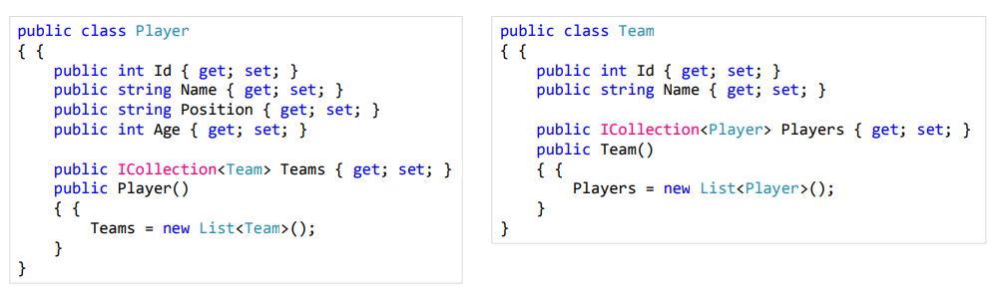 public class Player
{ {
    public int Id { get; set; }
    public string Name { get; set; }
    public string Position { get; set; }
    public int Age { get; set; }

    public ICollection<Team> Teams { get; set; }
    public Player()
    { {
        Teams = new List<Team>();
    }
}
public class Team
{ {
    public int Id { get; set; }
    public string Name { get; set; }

    public ICollection<Player> Players { get; set; }
    public Team()
    { {
        Players = new List<Player>();
    }
}